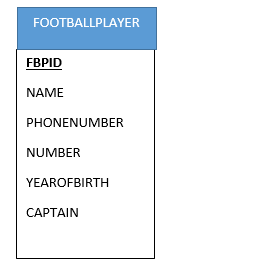 FOOTBALLPLAYER
FBPID
NAME
PHONENUMBER
NUMBER
YEAROFBIRTH
CAPTAIN